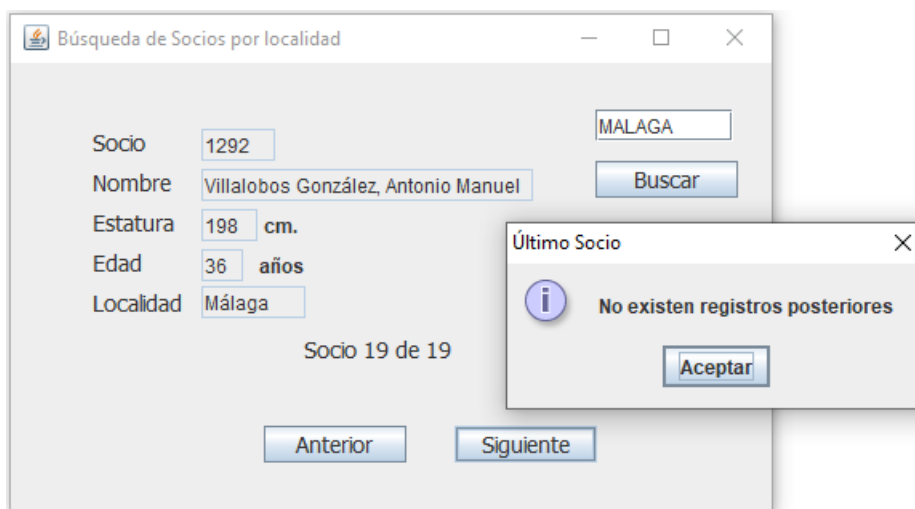 Búsqueda de Socios por localidad
MALAGA
Socio 1292
Nombre Villalobos González, Antonio Manuel
Buscar
Estatura 198 cm.
Edad 36 años
Localidad Málaga
Socio 19 de 19
Anterior Siguiente
Último Socio
No existen registros posteriores
Aceptar